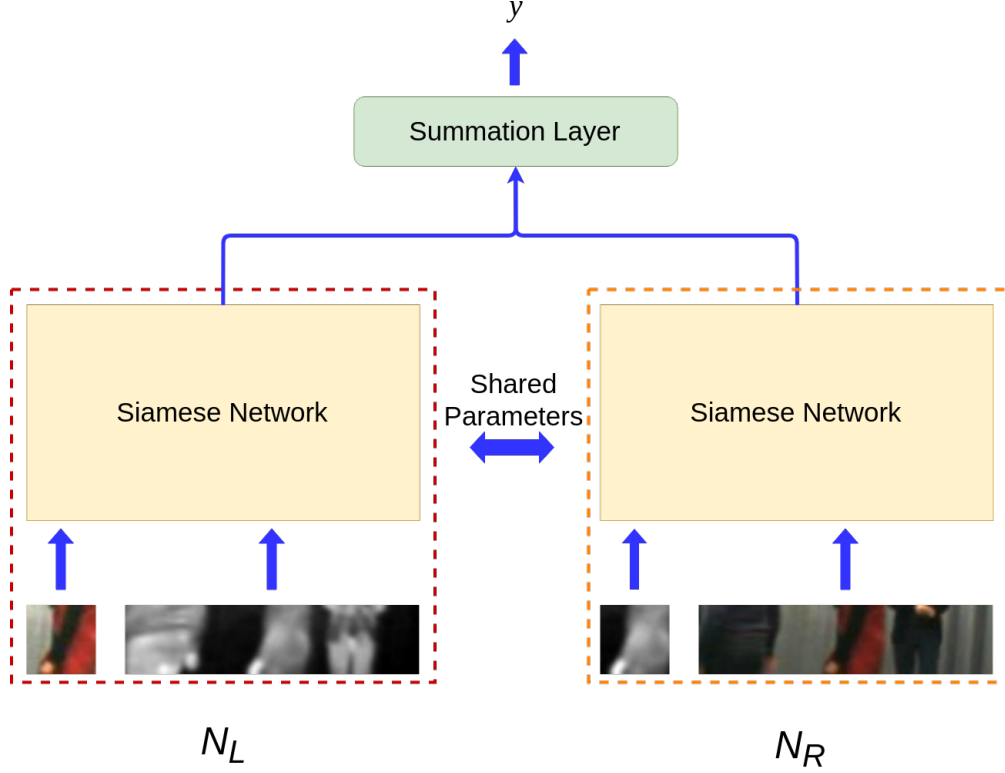 y
Summation Layer
Shared
Parameters
Siamese Network
Siamese Network
N_L
N_R